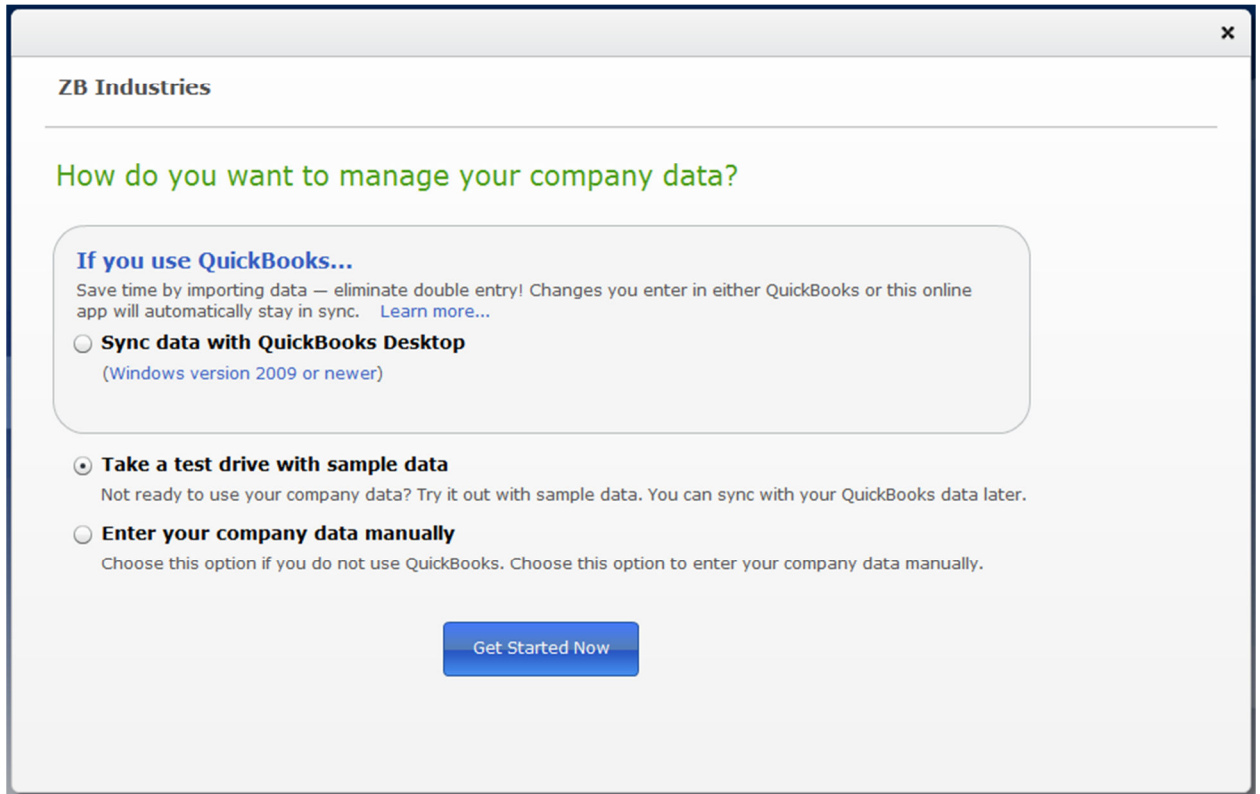 ZB Industries
How do you want to manage your company data?
If you use QuickBooks...
Save time by importing data — eliminate double entry! Changes you enter in either QuickBooks or this online
app will automatically stay in sync. Learn more...
Sync data with QuickBooks Desktop
(Windows version 2009 or newer)
Take a test drive with sample data
Not ready to use your company data? Try it out with sample data. You can sync with your QuickBooks data later.
Enter your company data manually
Choose this option if you do not use QuickBooks. Choose this option to enter your company data manually.
Get Started Now